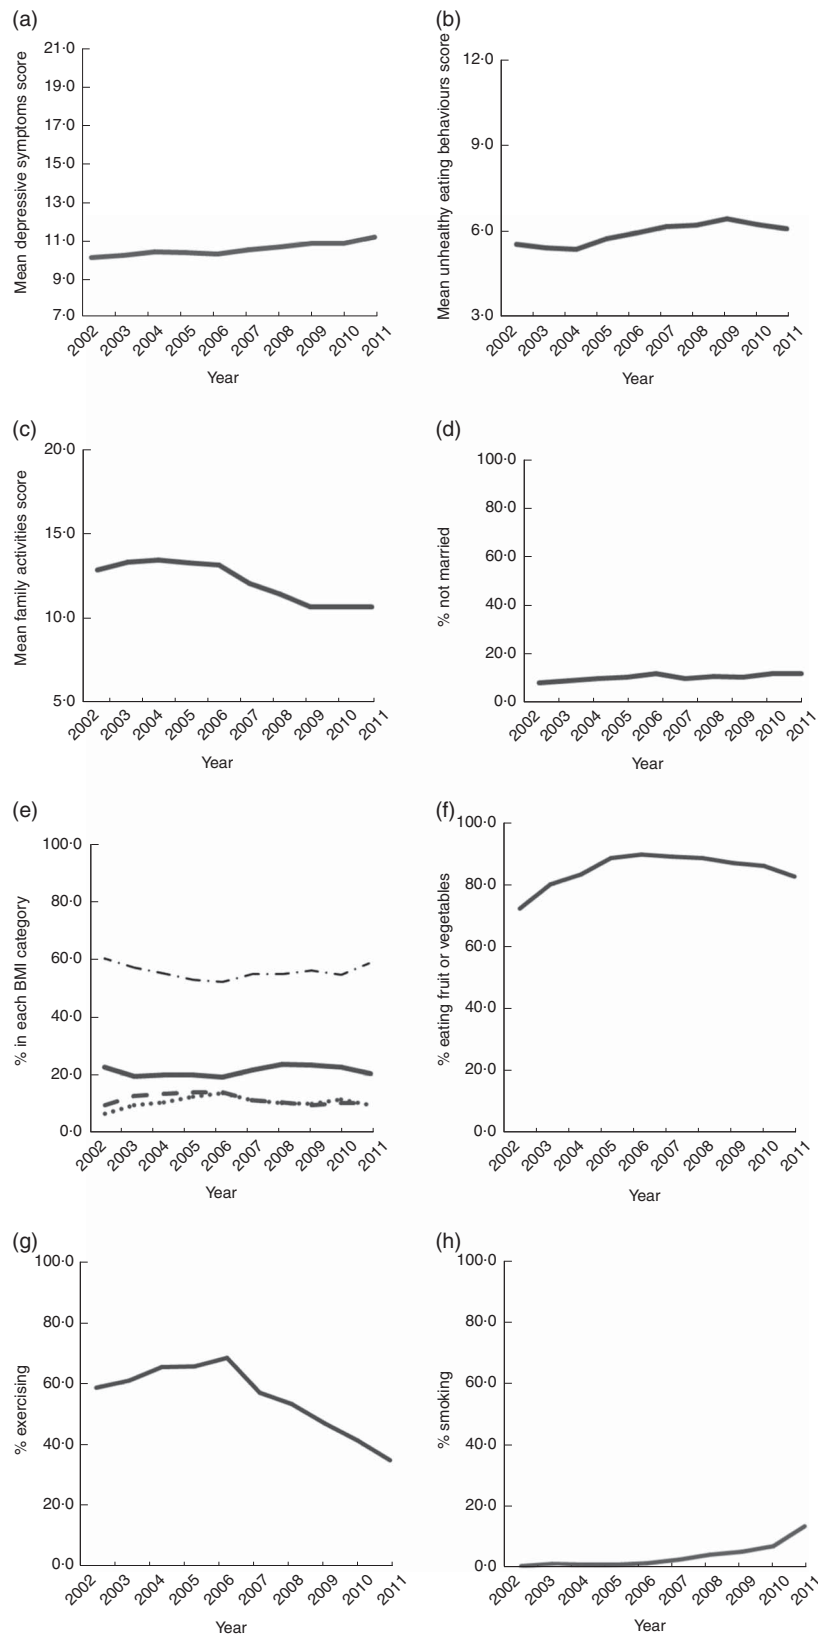 (a)
Mean depressive symptoms score
21·0
19·0
17·0
15·0
13·0
11·0
9·0
7·0
2002 2003 2004 2005 2006 2007 2008 2009 2010 2011
Year
(b)
Mean unhealthy eating behaviours score
12·0
9·0
6·0
3·0
2002 2003 2004 2005 2006 2007 2008 2009 2010 2011
Year
(c)
Mean family activities score
20·0
15·0
10·0
5·0
2002 2003 2004 2005 2006 2007 2008 2009 2010 2011
Year
(d)
% not married
100·0
80·0
60·0
40·0
20·0
0·0
2002 2003 2004 2005 2006 2007 2008 2009 2010 2011
Year
(e)
% in each BMI category
100·0
80·0
60·0
40·0
20·0
0·0
2002 2003 2004 2005 2006 2007 2008 2009 2010 2011
Year
(f)
% eating fruit or vegetables
100·0
80·0
60·0
40·0
20·0
0·0
2002 2003 2004 2005 2006 2007 2008 2009 2010 2011
Year
(g)
% exercising
100·0
80·0
60·0
40·0
20·0
0·0
2002 2003 2004 2005 2006 2007 2008 2009 2010 2011
Year
(h)
% smoking
100·0
80·0
60·0
40·0
20·0
0·0
2002 2003 2004 2005 2006 2007 2008 2009 2010 2011
Year